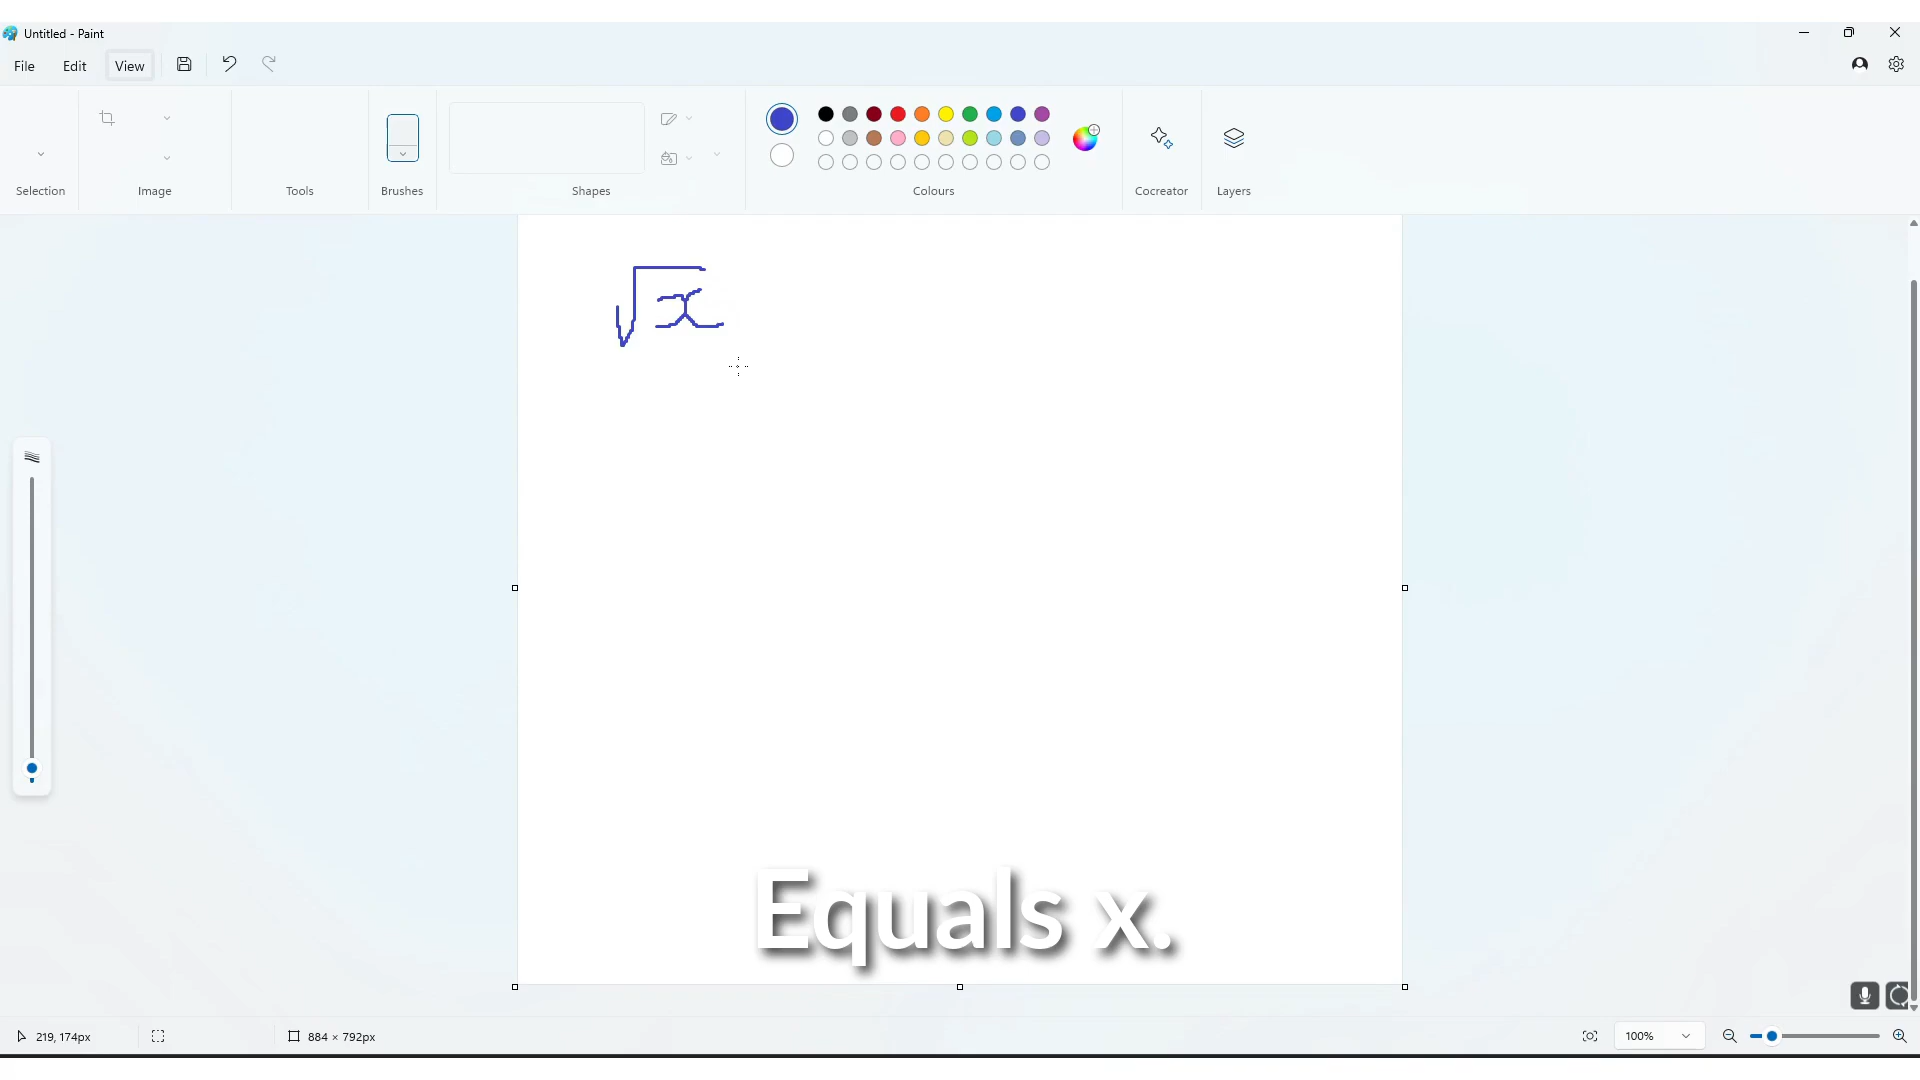 Untitled - Paint
File Edit View
Selection Image Tools Brushes Shapes Colours Cocreator Layers
√x
Equals x.
219, 174px 884 × 792px 100%